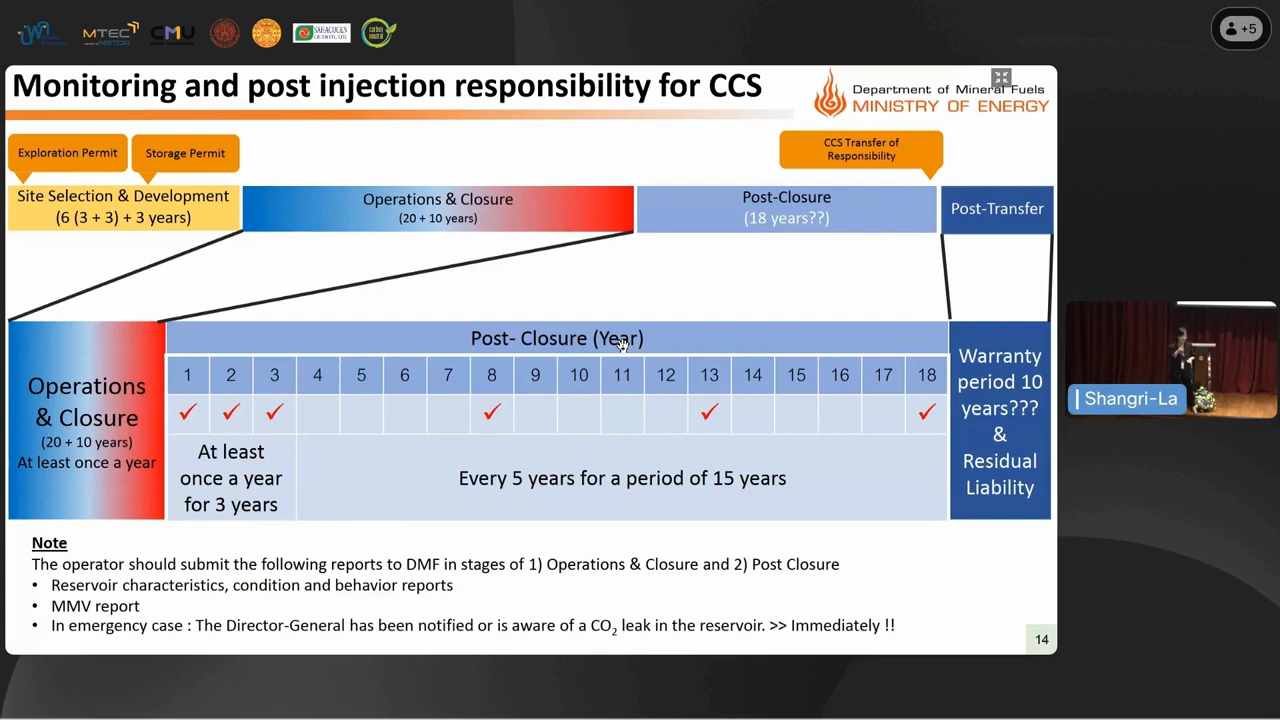 MTEC
NSTDA
CMU
SAHACOGEN
+5
Monitoring and post injection responsibility for CCS
Department of Mineral Fuels
MINISTRY OF ENERGY
Exploration Permit
Storage Permit
CCS Transfer of
Responsibility
Site Selection & Development
(6 (3 + 3) + 3 years)
Operations & Closure
(20 + 10 years)
Post-Closure
(18 years??)
Post-Transfer
Operations
& Closure
(20 + 10 years)
At least once a year
Post- Closure (Year)
1 2 3 4 5 6 7 8 9 10 11 12 13 14 15 16 17 18
✓ ✓ ✓ ✓ ✓ ✓
At least
once a year
for 3 years
Every 5 years for a period of 15 years
Warranty
period 10
years???
&
Residual
Liability
Shangri-La
Note
The operator should submit the following reports to DMF in stages of 1) Operations & Closure and 2) Post Closure
• Reservoir characteristics, condition and behavior reports
• MMV report
• In emergency case : The Director-General has been notified or is aware of a CO₂ leak in the reservoir. >> Immediately !!
14